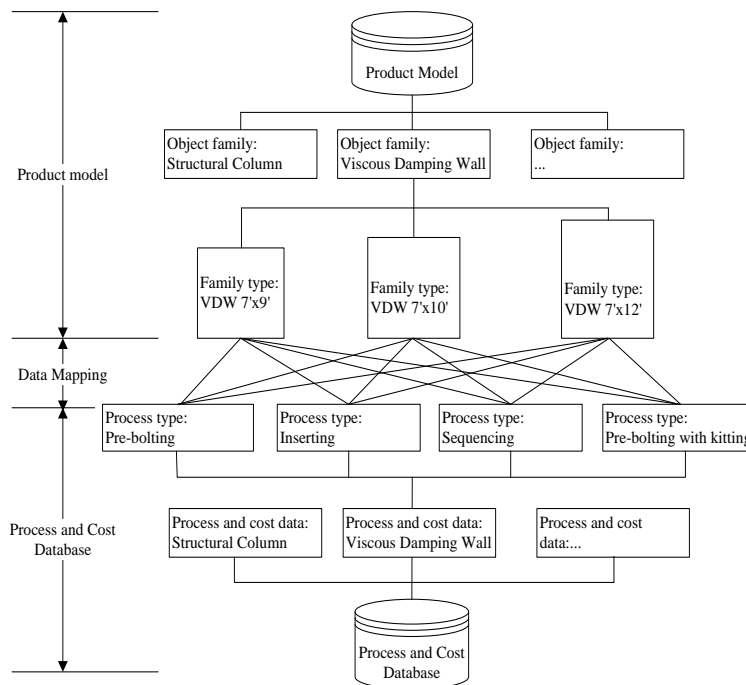 Product Model
Object family:
Structural Column
Object family:
Viscous Damping Wall
Object family:
...
Product model
Family type:
VDW 7'x9'
Family type:
VDW 7'x10'
Family type:
VDW 7'x12'
Data Mapping
Process type:
Pre-bolting
Process type:
Inserting
Process type:
Sequencing
Process type:
Pre-bolting with kitting
Process and Cost
Database
Process and cost data:
Structural Column
Process and cost data:
Viscous Damping Wall
Process and cost
data:...
Process and Cost
Database